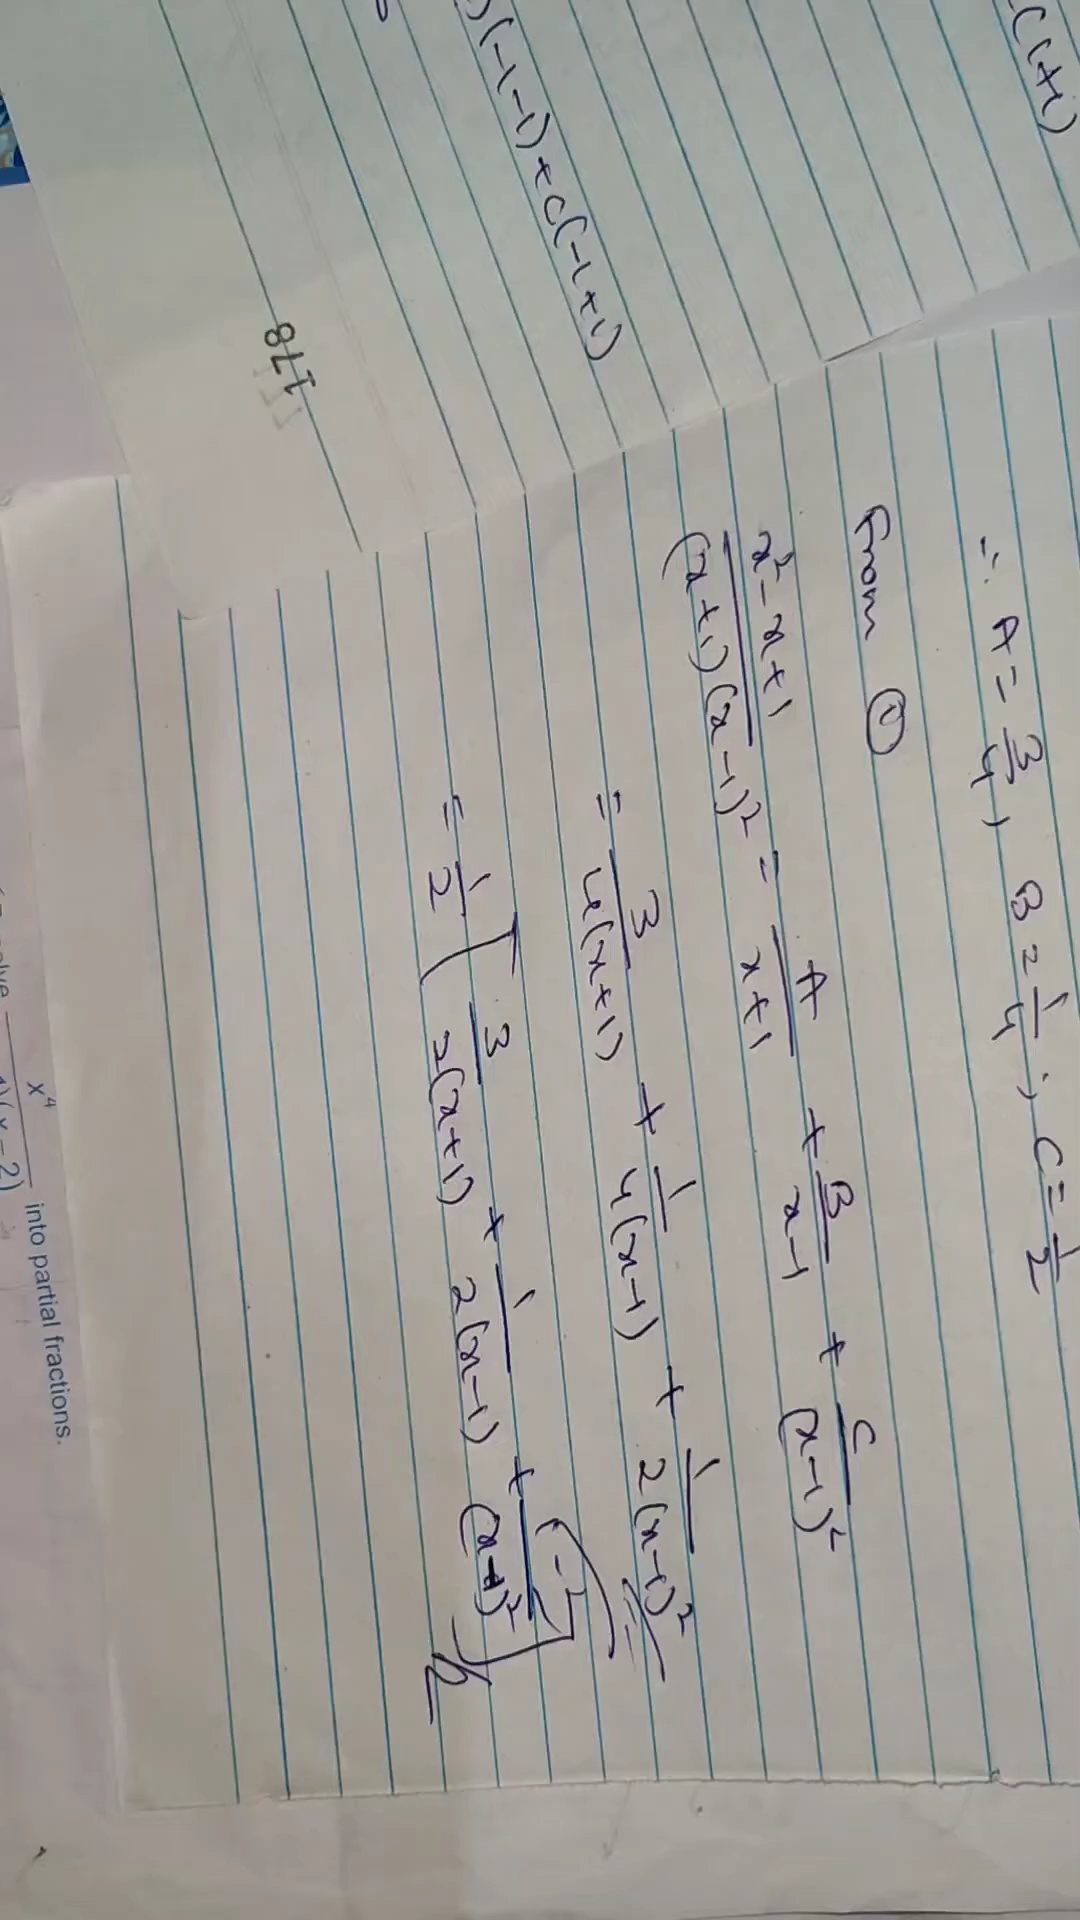 (1+1)
)(-1-1) + C(-1+1)
178
∴ A = 3/4, B = 1/4; C = 1/2
From ①
x² - x + 1 / (x+1)(x-1)² = A/x+1 + B/x-1 + C/(x-1)²
= 3/4(x+1) + 1/4(x-1) + 1/2(x-1)²
= 1/2 [ 3/2(x+1) + 1/2(x-1) + 1/(x-1)² ]
x⁴ / (x-2) into partial fractions.